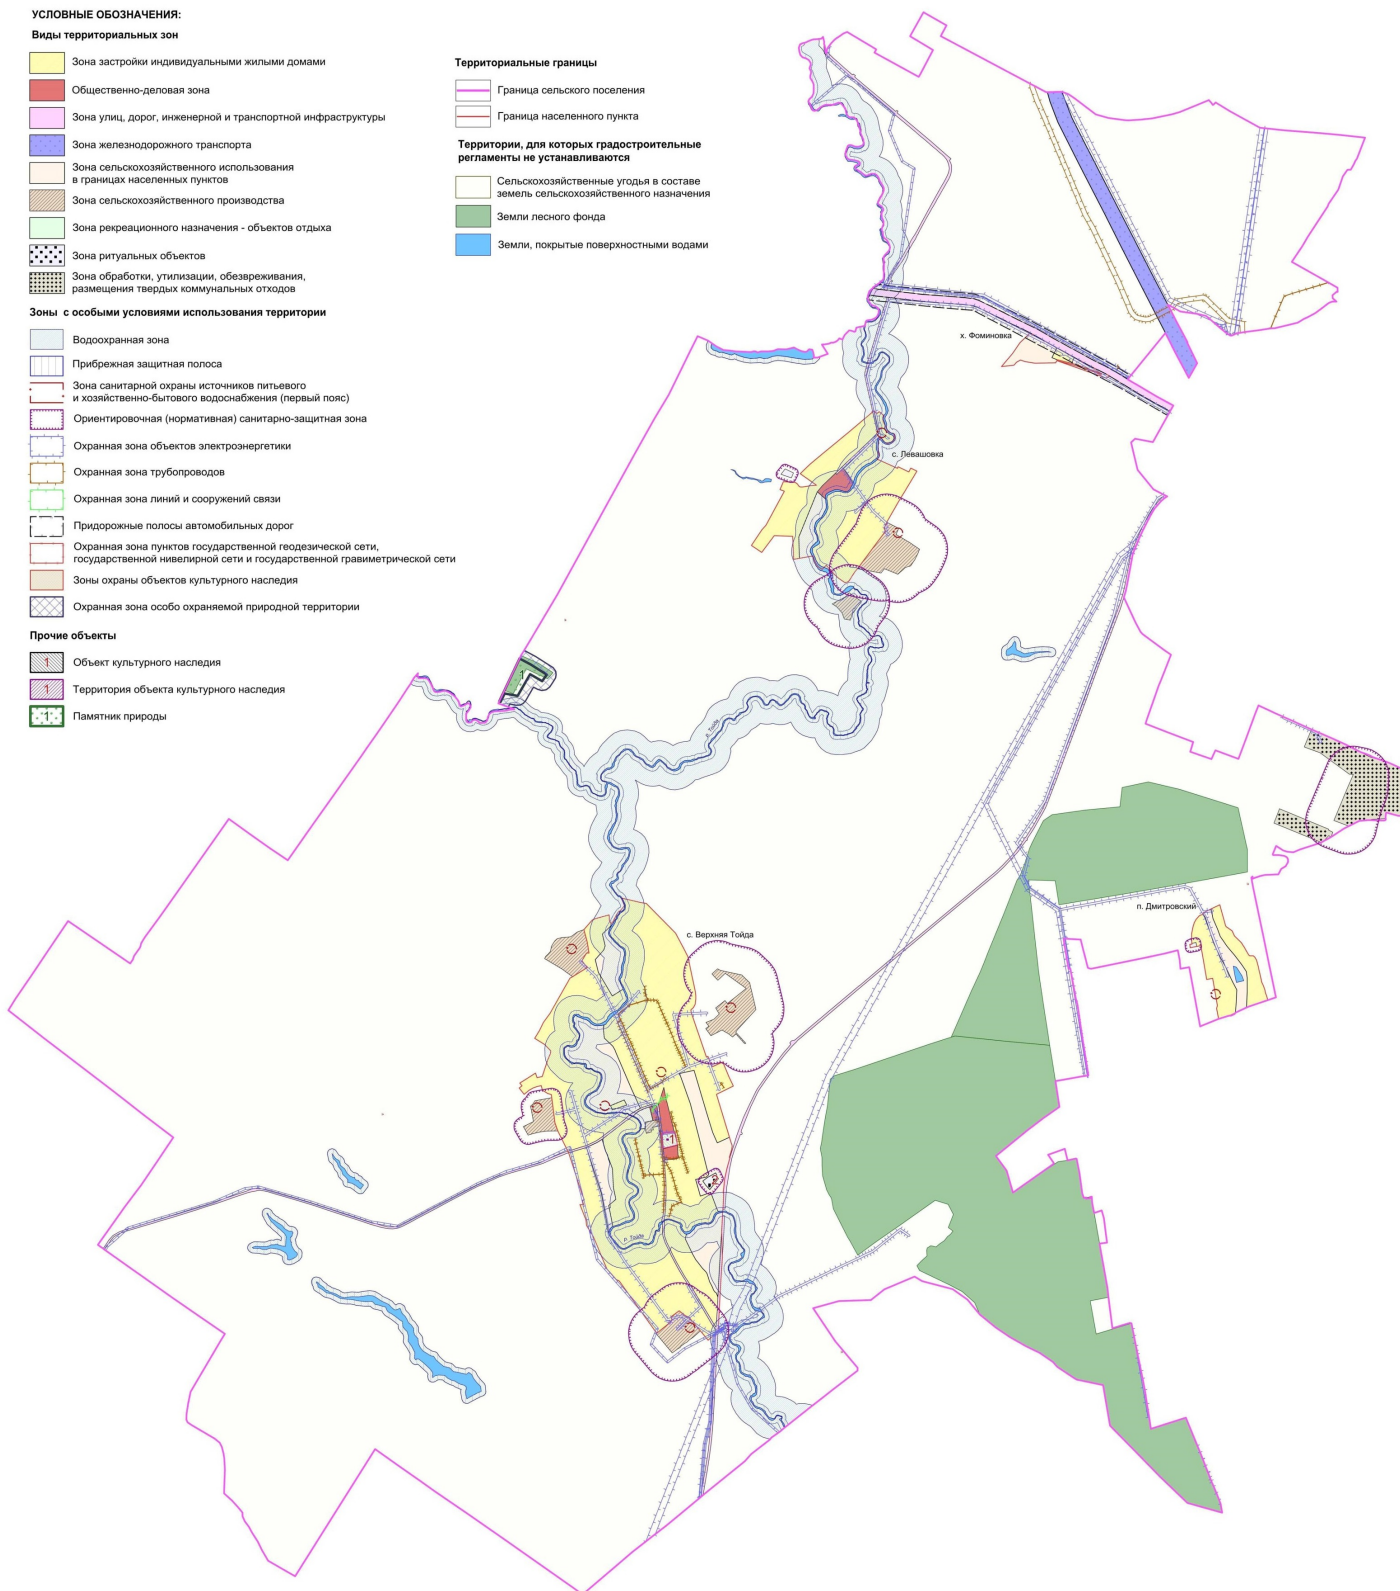 УСЛОВНЫЕ ОБОЗНАЧЕНИЯ:
Виды территориальных зон
Зона застройки индивидуальными жилыми домами
Общественно-деловая зона
Зона улиц, дорог, инженерной и транспортной инфраструктуры
Зона железнодорожного транспорта
Зона сельскохозяйственного использования
в границах населенных пунктов
Зона сельскохозяйственного производства
Зона рекреационного назначения - объектов отдыха
Зона ритуальных объектов
Зона обработки, утилизации, обезвреживания,
размещения твердых коммунальных отходов
Зоны с особыми условиями использования территории
Водоохранная зона
Прибрежная защитная полоса
Зона санитарной охраны источников питьевого
и хозяйственно-бытового водоснабжения (первый пояс)
Ориентировочная (нормативная) санитарно-защитная зона
Охранная зона объектов электроэнергетики
Охранная зона трубопроводов
Охранная зона линий и сооружений связи
Придорожные полосы автомобильных дорог
Охранная зона пунктов государственной геодезической сети,
государственной нивелирной сети и государственной гравиметрической сети
Зоны охраны объектов культурного наследия
Охранная зона особо охраняемой природной территории
Прочие объекты
1 Объект культурного наследия
1 Территория объекта культурного наследия
1 Памятник природы
Территориальные границы
Граница сельского поселения
Граница населенного пункта
Территории, для которых градостроительные
регламенты не устанавливаются
Сельскохозяйственные угодья в составе
земель сельскохозяйственного назначения
Земли лесного фонда
Земли, покрытые поверхностными водами
х. Фоминовка
с. Левашовка
1
р. Тойда
п. Дмитровский
с. Верхняя Тойда
1
р. Тойда